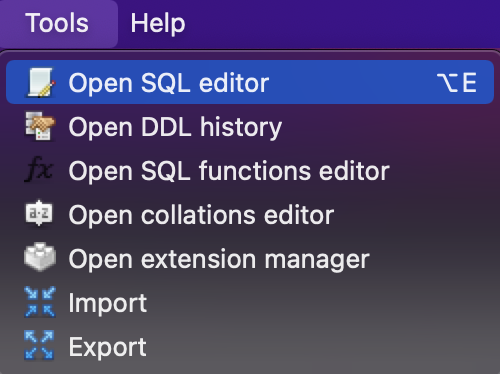 Tools Help
Open SQL editor ⌥E
Open DDL history
fx Open SQL functions editor
a-z Open collations editor
Open extension manager
Import
Export